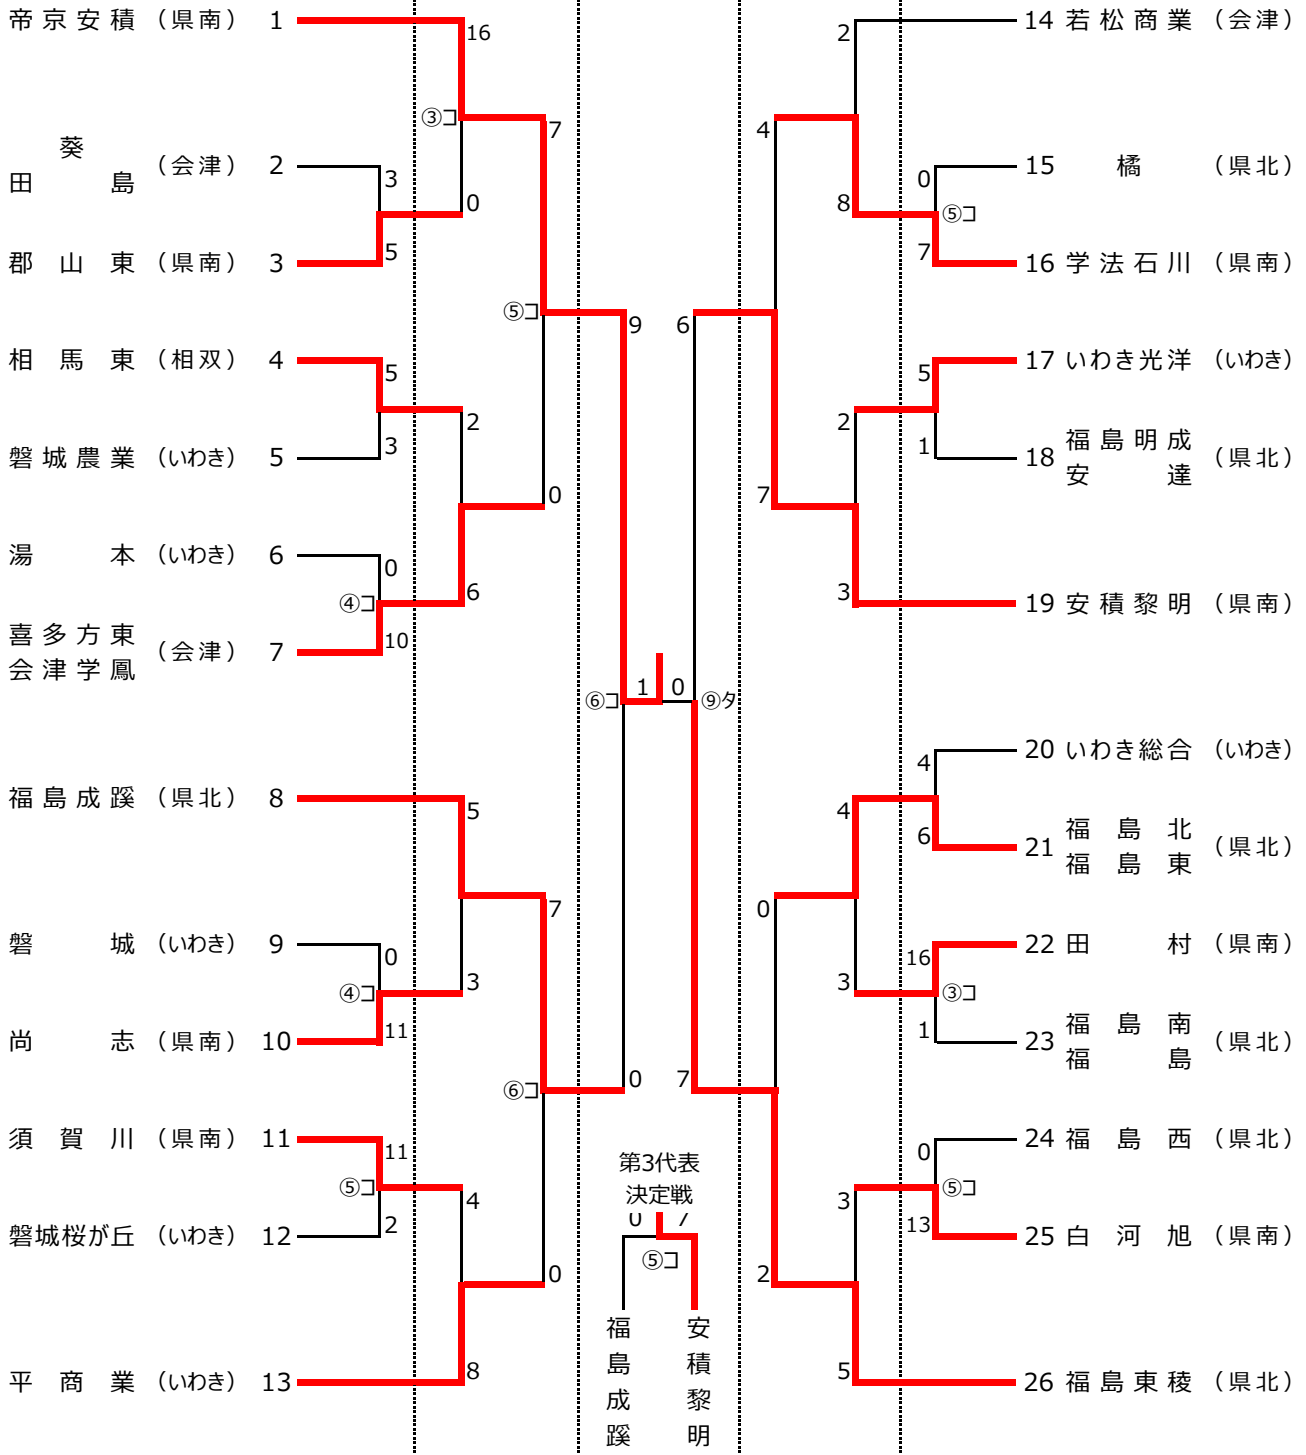 帝京安積（県南） 1
16
③コ
7
葵
田島（会津） 2
3
0
郡山東（県南） 3
5
⑤コ
9
相馬東（相双） 4
5
2
磐城農業（いわき） 5
3
0
湯本（いわき） 6
0
④コ
6
喜多方東
会津学鳳（会津） 7
10
⑥コ
1
福島成蹊（県北） 8
5
7
磐城（いわき） 9
0
④コ
3
尚志（県南） 10
11
⑥コ
0
須賀川（県南） 11
11
⑤コ
4
磐城桜が丘（いわき） 12
2
0
平商業（いわき） 13
8
14 若松商業（会津）
2
4
15 橘（県北）
0
⑤コ
8
16 学法石川（県南）
7
6
17 いわき光洋（いわき）
5
2
18 福島明成
安達（県北）
1
7
19 安積黎明（県南）
3
0
⑨タ
20 いわき総合（いわき）
4
4
21 福島北
福島東（県北）
6
0
22 田村（県南）
16
③コ
3
23 福島南
福島（県北）
1
7
24 福島西（県北）
0
⑤コ
3
25 白河旭（県南）
13
2
26 福島東稜（県北）
5
第3代表
決定戦
0 7
⑤コ
福島成蹊
安積黎明